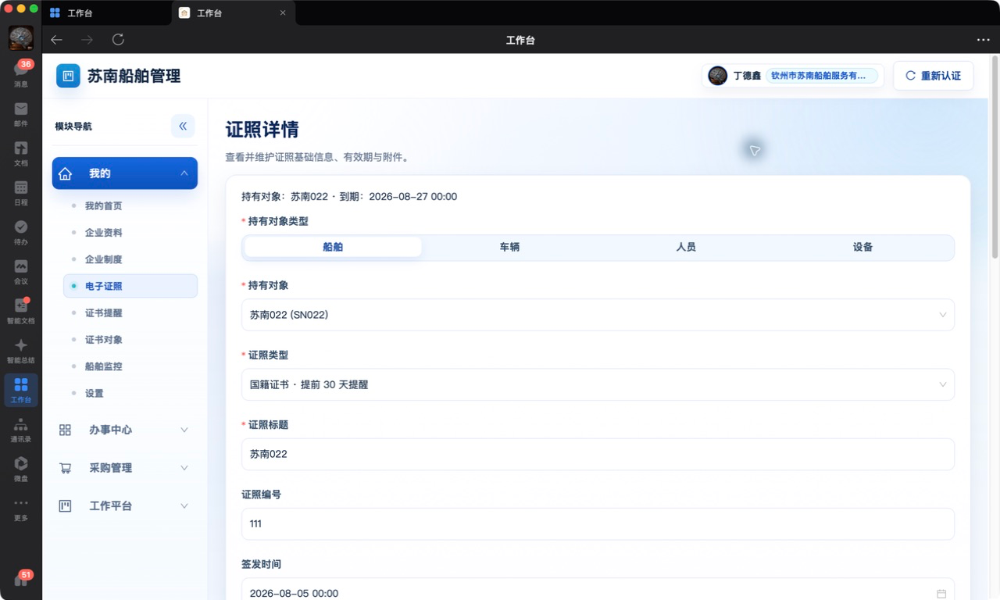 工作台
工作台
工作台
36
消息
邮件
文档
日程
待办
会议
智能文档
智能总结
工作台
通讯录
微盘
更多
51
苏南船舶管理
丁德鑫
钦州市苏南船舶服务有...
重新认证
模块导航
我的
我的首页
企业资料
企业制度
电子证照
证书提醒
证书对象
船舶监控
设置
办事中心
采购管理
工作平台
证照详情
查看并维护证照基础信息、有效期与附件。
持有对象：苏南022 · 到期：2026-08-27 00:00
* 持有对象类型
船舶 车辆 人员 设备
* 持有对象
苏南022 (SN022)
* 证照类型
国籍证书 · 提前 30 天提醒
* 证照标题
苏南022
证照编号
111
签发时间
2026-08-05 00:00